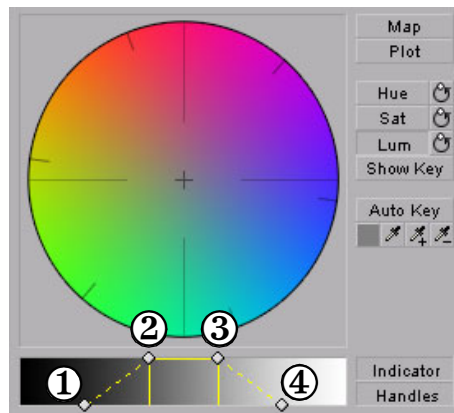 Map
Plot
Hue
Sat
Lum
Show Key
Auto Key
②
③
①
④
Indicator
Handles